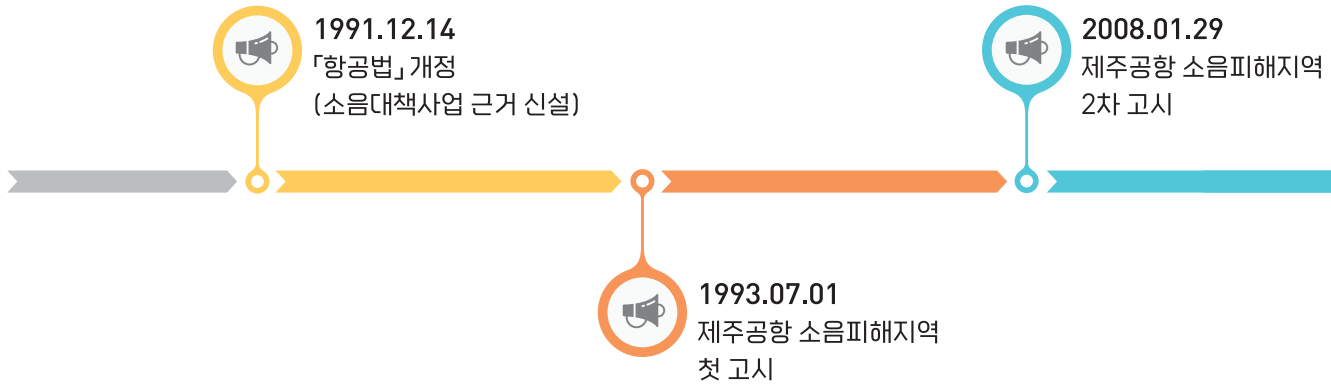 1991.12.14
「항공법」 개정
(소음대책사업 근거 신설)
1993.07.01
제주공항 소음피해지역
첫 고시
2008.01.29
제주공항 소음피해지역
2차 고시